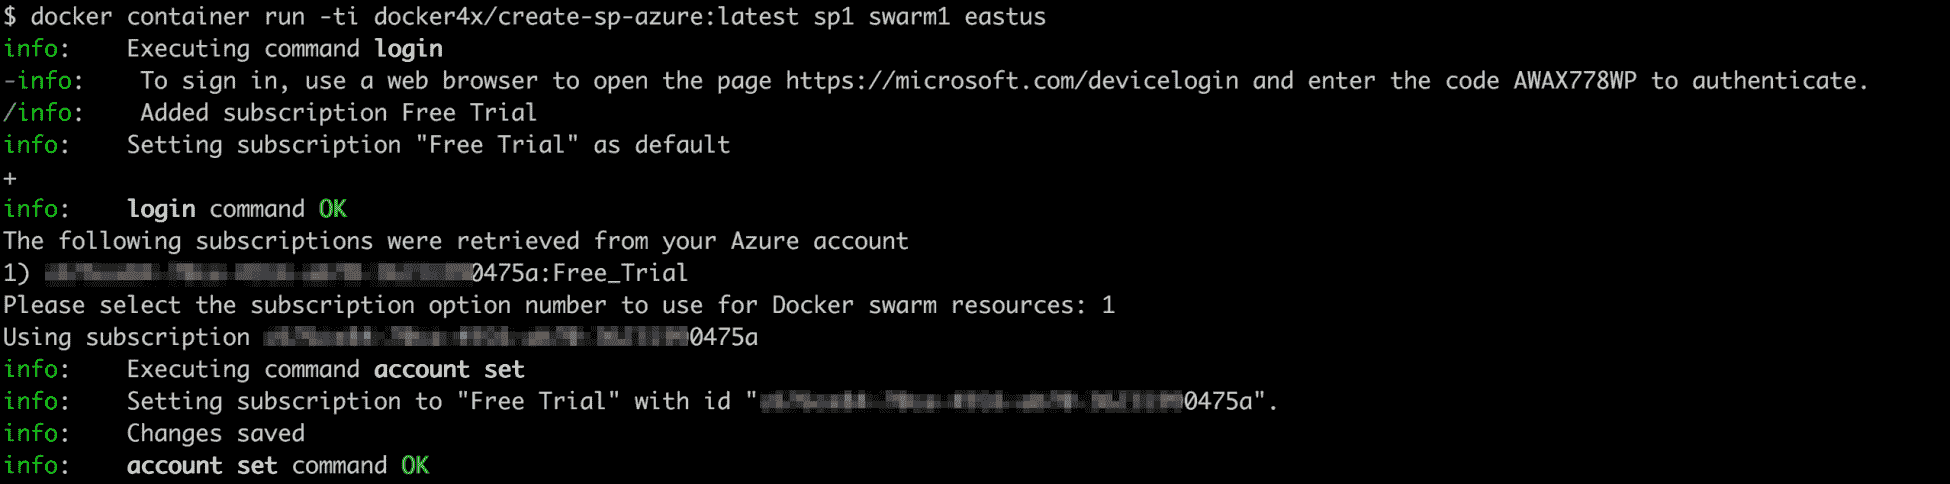 $ docker container run -ti docker4x/create-sp-azure:latest sp1 swarm1 eastus
info:    Executing command login
-info:    To sign in, use a web browser to open the page https://microsoft.com/devicelogin and enter the code AWAX778WP to authenticate.
/info:    Added subscription Free Trial
info:    Setting subscription "Free Trial" as default
+
info:    login command OK
The following subscriptions were retrieved from your Azure account
1) 0475a:Free_Trial
Please select the subscription option number to use for Docker swarm resources: 1
Using subscription 0475a
info:    Executing command account set
info:    Setting subscription to "Free Trial" with id "0475a".
info:    Changes saved
info:    account set command OK